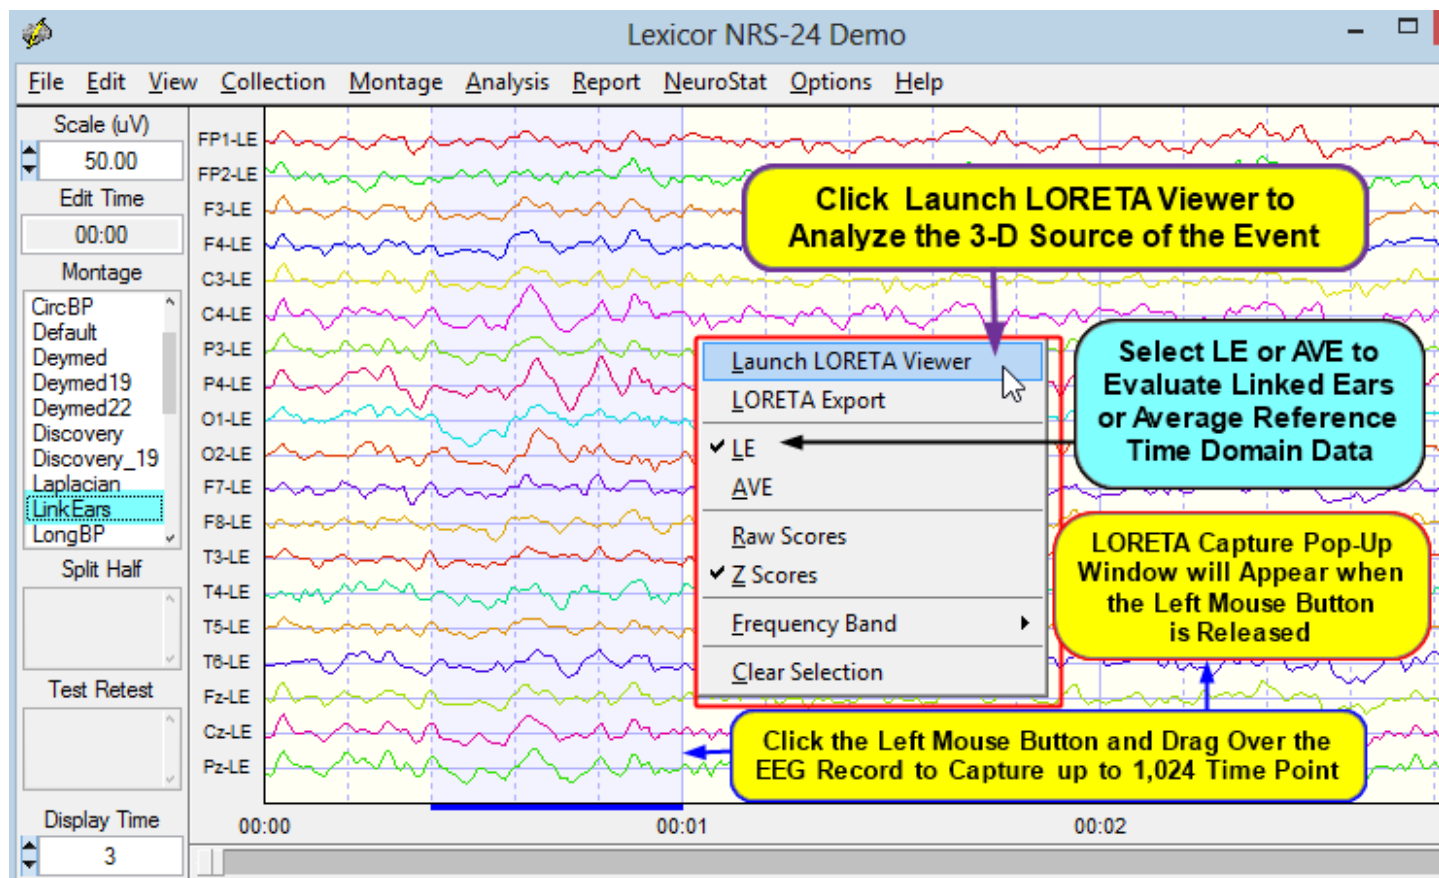 Lexicor NRS-24 Demo
File Edit View Collection Montage Analysis Report NeuroStat Options Help
Scale (uV)
50.00
Edit Time
00:00
Montage
CircBP
Default
Deymed
Deymed19
Deymed22
Discovery
Discovery_19
Laplacian
LinkEars
LongBP
Split Half
Test Retest
Display Time
3
FP1-LE
FP2-LE
F3-LE
F4-LE
C3-LE
C4-LE
P3-LE
P4-LE
O1-LE
O2-LE
F7-LE
F8-LE
T3-LE
T4-LE
T5-LE
T6-LE
Fz-LE
Cz-LE
Pz-LE
Click Launch LORETA Viewer to
Analyze the 3-D Source of the Event
Launch LORETA Viewer
LORETA Export
LE
AVE
Raw Scores
Z Scores
Frequency Band
Clear Selection
Select LE or AVE to
Evaluate Linked Ears
or Average Reference
Time Domain Data
LORETA Capture Pop-Up
Window will Appear when
the Left Mouse Button
is Released
Click the Left Mouse Button and Drag Over the
EEG Record to Capture up to 1,024 Time Point
00:00 00:01 00:02